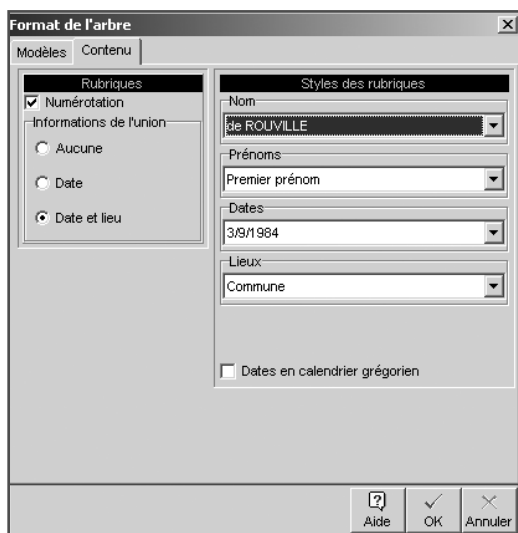 Format de l'arbre
Modèles Contenu
Rubriques
Numérotation
Informations de l'union
Aucune
Date
Date et lieu
Styles des rubriques
Nom
de ROUVILLE
Prénoms
Premier prénom
Dates
3/9/1984
Lieux
Commune
Dates en calendrier grégorien
Aide OK Annuler